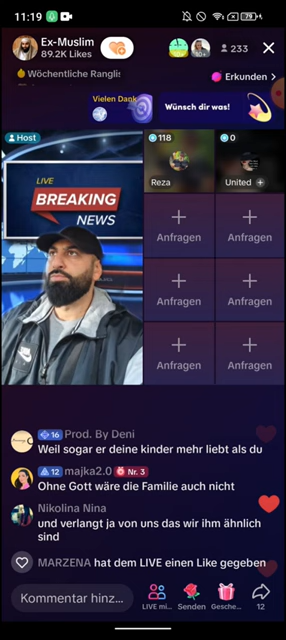 11:19
79
Ex-Muslim
89.2K Likes
233
Wöchentliche Ranglis
Erkunden
Vielen Dank
Wünsch dir was!
Host
118
0
LIVE
BREAKING
NEWS
Reza
United
Anfragen
Anfragen
Anfragen
Anfragen
Anfragen
Anfragen
16 Prod. By Deni
Weil sogar er deine kinder mehr liebt als du
12 majka2.0 Nr. 3
Ohne Gott wäre die Familie auch nicht
Nikolina Nina
und verlangt ja von uns das wir ihm ähnlich
sind
MARZENA hat dem LIVE einen Like gegeben
Kommentar hinz...
LIVE mi...
Senden
Gesche...
12